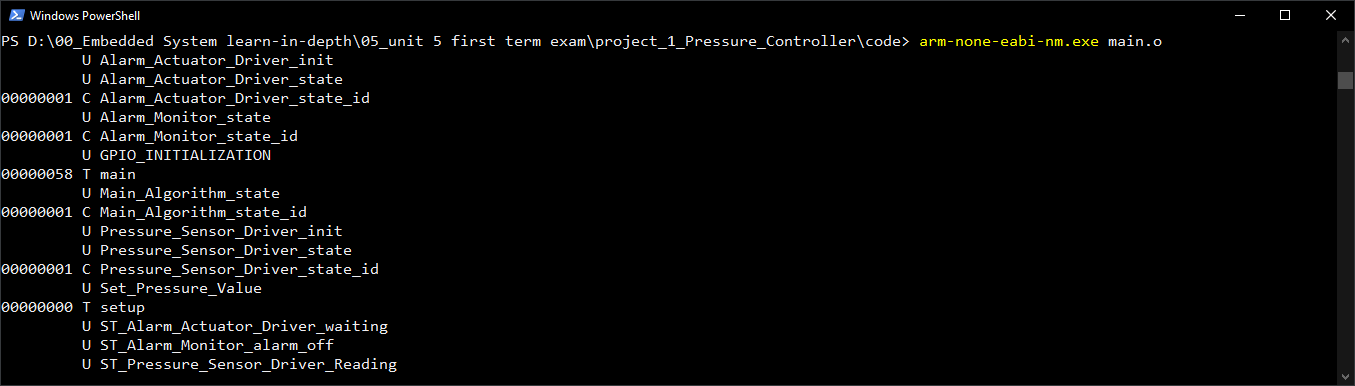 Windows PowerShell
PS D:\00_Embedded System learn-in-depth\05_unit 5 first term exam\project_1_Pressure_Controller\code> arm-none-eabi-nm.exe main.o
         U Alarm_Actuator_Driver_init
         U Alarm_Actuator_Driver_state
00000001 C Alarm_Actuator_Driver_state_id
         U Alarm_Monitor_state
00000001 C Alarm_Monitor_state_id
         U GPIO_INITIALIZATION
00000058 T main
         U Main_Algorithm_state
00000001 C Main_Algorithm_state_id
         U Pressure_Sensor_Driver_init
         U Pressure_Sensor_Driver_state
00000001 C Pressure_Sensor_Driver_state_id
         U Set_Pressure_Value
00000000 T setup
         U ST_Alarm_Actuator_Driver_waiting
         U ST_Alarm_Monitor_alarm_off
         U ST_Pressure_Sensor_Driver_Reading